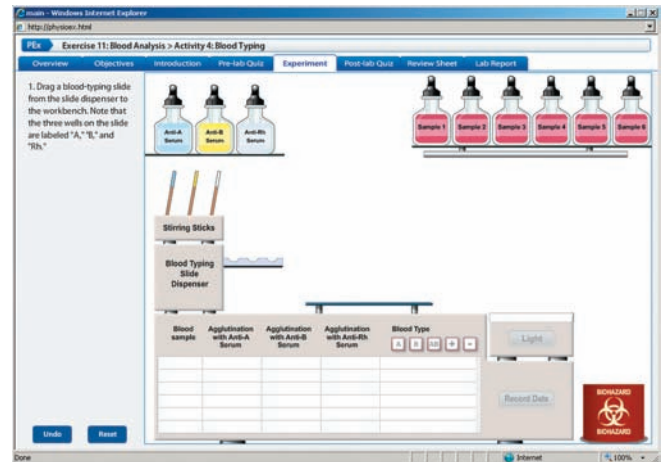 main - Windows Internet Explorer
http://physioex.html
PEx Exercise 11: Blood Analysis > Activity 4: Blood Typing
Overview Objectives Introduction Pre-lab Quiz Experiment Post-lab Quiz Review Sheet Lab Report
1. Drag a blood-typing slide
from the slide dispenser to
the workbench. Note that
the three wells on the slide
are labeled "A," "B," and
"Rh."
Anti-A Serum
Anti-B Serum
Anti-Rh Serum
Sample 1 Sample 2 Sample 3 Sample 4 Sample 5 Sample 6
Stirring Sticks
Blood Typing
Slide
Dispenser
Blood sample
Agglutination with Anti-A Serum
Agglutination with Anti-B Serum
Agglutination with Anti-Rh Serum
Blood Type
A B AB + -
Light
Record Data
BIOHAZARD
BIOHAZARD
Undo Reset
Done Internet 100%